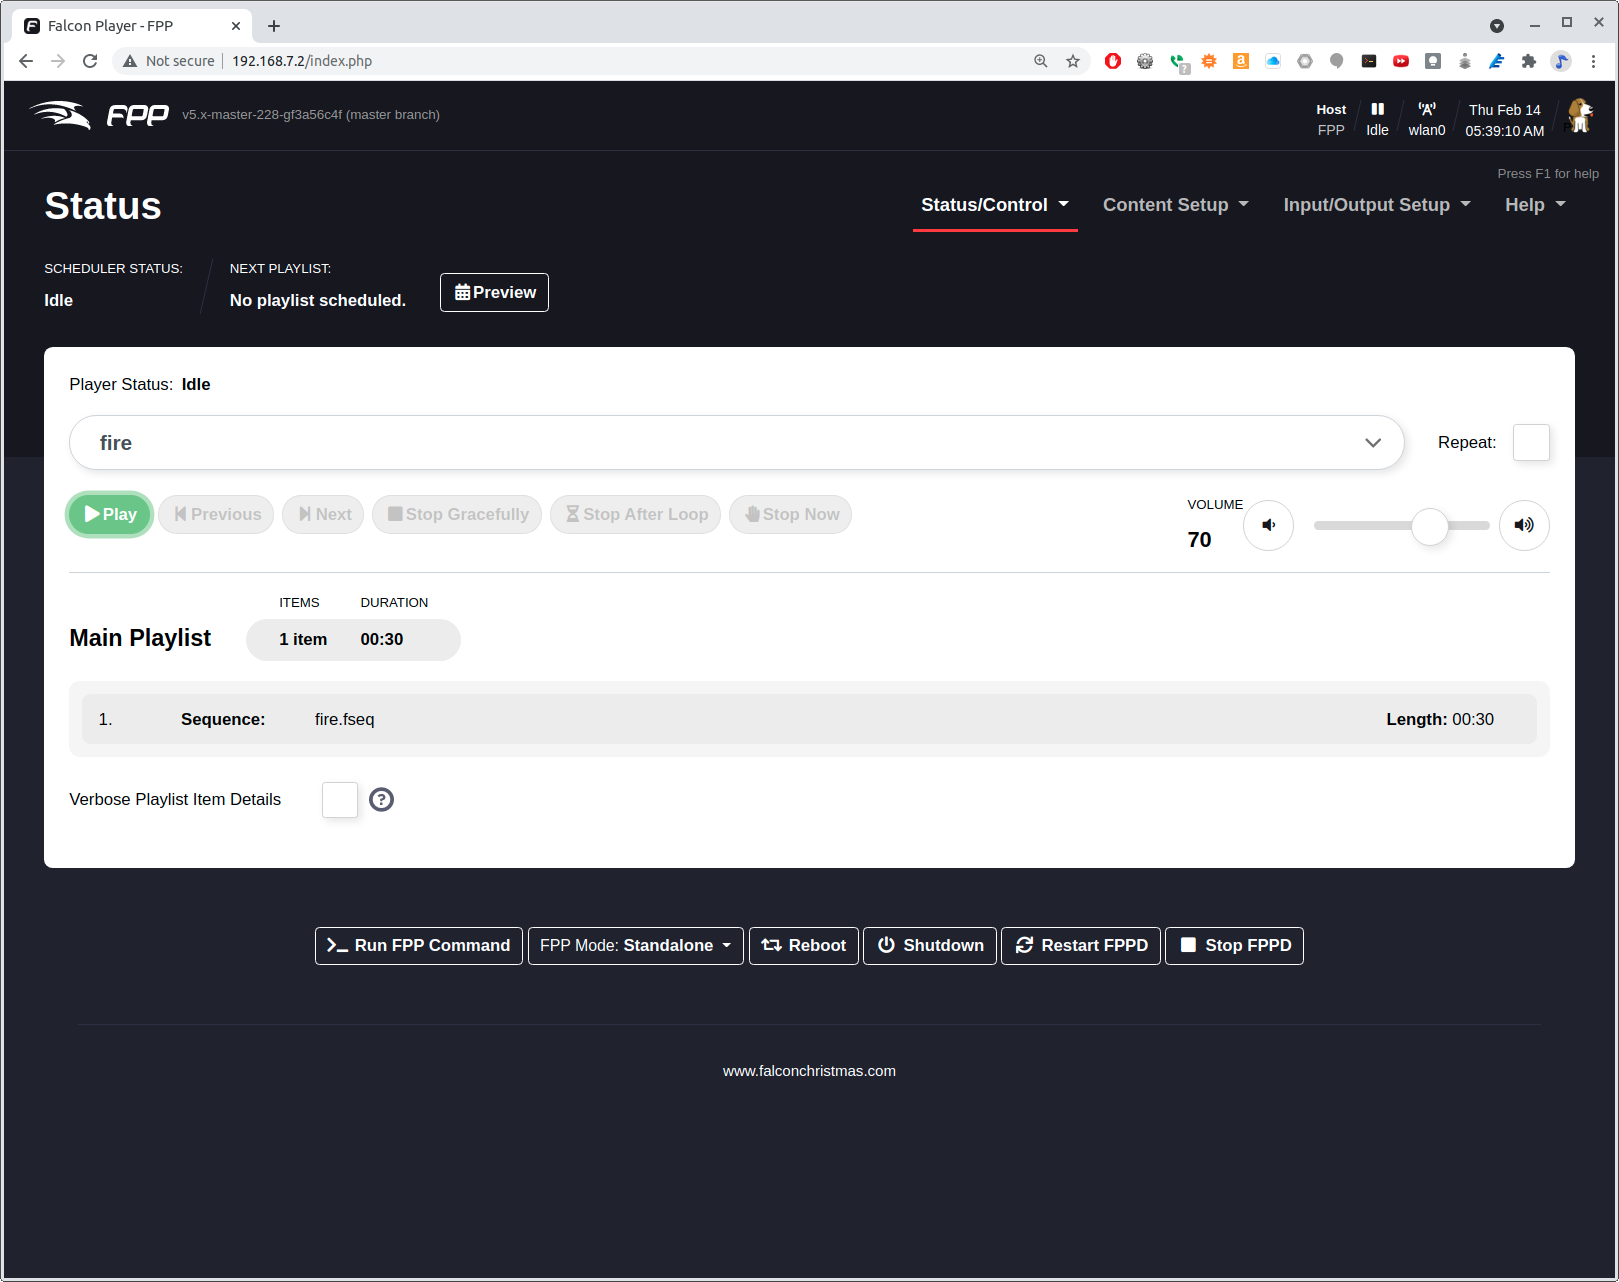 Falcon Player - FPP
Not secure 192.168.7.2/index.php
FPP v5.x-master-228-gf3a56c4f (master branch)
Host
FPP
Idle
wlan0
Thu Feb 14
05:39:10 AM
Press F1 for help
Status
Status/Control Content Setup Input/Output Setup Help
SCHEDULER STATUS:
Idle
NEXT PLAYLIST:
No playlist scheduled.
Preview
Player Status: Idle
fire
Repeat:
Play Previous Next Stop Gracefully Stop After Loop Stop Now
VOLUME
70
ITEMS DURATION
Main Playlist 1 item 00:30
1. Sequence: fire.fseq Length: 00:30
Verbose Playlist Item Details
Run FPP Command FPP Mode: Standalone Reboot Shutdown Restart FPPD Stop FPPD
www.falconchristmas.com